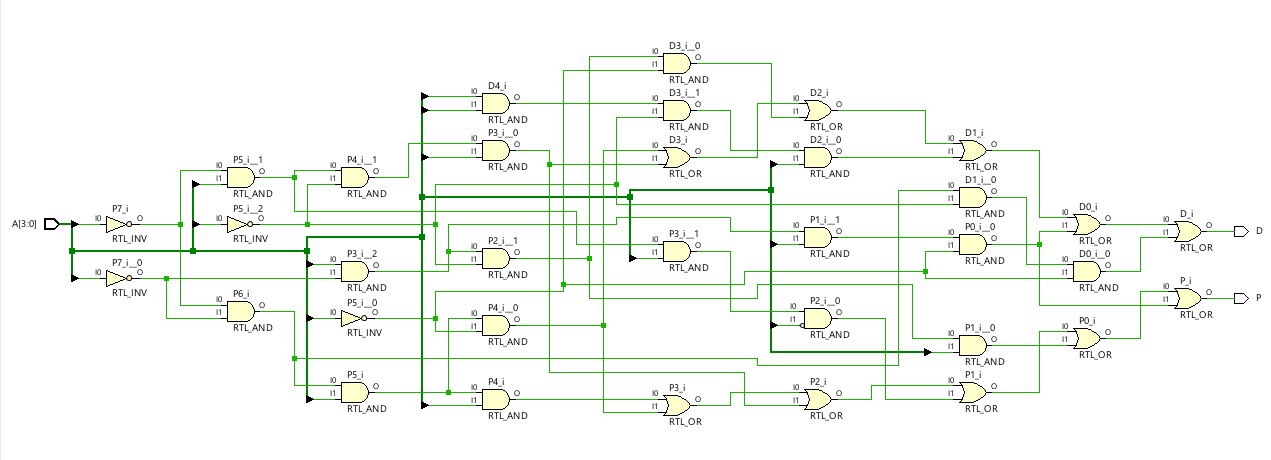 A[3:0]
I0
P7_i
O
RTL_INV
I0
P7_i__0
O
RTL_INV
I0
I1
P5_i__1
O
RTL_AND
I0
P5_i__2
O
RTL_INV
I0
I1
P6_i
O
RTL_AND
I0
I1
P4_i__1
O
RTL_AND
I0
I1
P3_i__2
O
RTL_AND
I0
P5_i__0
O
RTL_INV
I0
I1
P5_i
O
RTL_AND
I0
I1
D4_i
O
RTL_AND
I0
I1
P3_i__0
O
RTL_AND
I0
I1
P2_i__1
O
RTL_AND
I0
I1
P4_i__0
O
RTL_AND
I0
I1
P4_i
O
RTL_AND
I0
I1
D3_i__0
O
RTL_AND
I0
I1
D3_i__1
O
RTL_AND
I0
I1
D3_i
O
RTL_OR
I0
I1
P3_i__1
O
RTL_AND
I0
I1
P3_i
O
RTL_OR
I0
I1
D2_i
O
RTL_OR
I0
I1
D2_i__0
O
RTL_AND
I0
I1
P1_i__1
O
RTL_AND
I0
I1
P2_i__0
O
RTL_AND
I0
I1
P2_i
O
RTL_OR
I0
I1
D1_i
O
RTL_OR
I0
I1
D1_i__0
O
RTL_AND
I0
I1
P0_i__0
O
RTL_AND
I0
I1
P1_i__0
O
RTL_AND
I0
I1
P1_i
O
RTL_OR
I0
I1
D0_i
O
RTL_OR
I0
I1
D0_i__0
O
RTL_AND
I0
I1
P0_i
O
RTL_OR
I0
I1
D_i
O
RTL_OR
I0
I1
P_i
O
RTL_OR
D
P